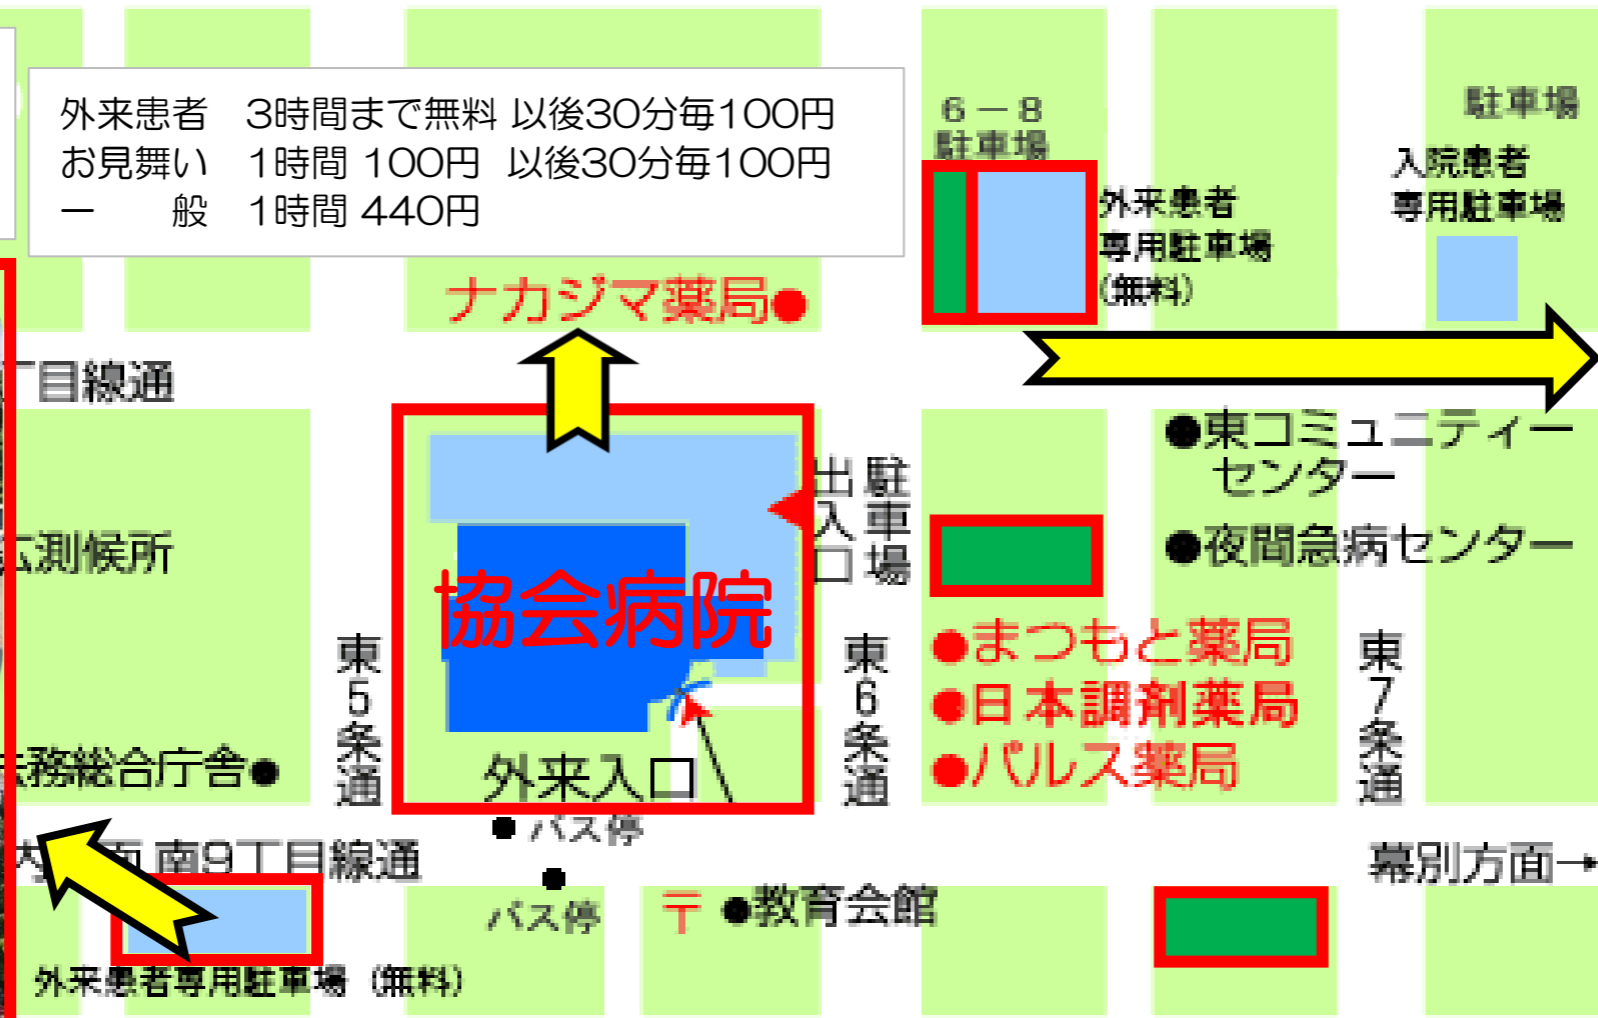 外来患者 3時間まで無料 以後30分毎100円
お見舞い 1時間 100円 以後30分毎100円
一 般 1時間 440円
6－8
駐車場
外来患者
専用駐車場
(無料)
駐車場
入院患者
専用駐車場
ナカジマ薬局●
丁目線通
●東コミュニティー
センター
●夜間急病センター
広測候所
協会病院
駐車場
出入口
●まつもと薬局
●日本調剤薬局
●パルス薬局
東5条通
東6条通
東7条通
務総合庁舎●
外来入口
●バス停
南9丁目線通
幕別方面→
バス停
〒 ●教育会館
外来患者専用駐車場 (無料)